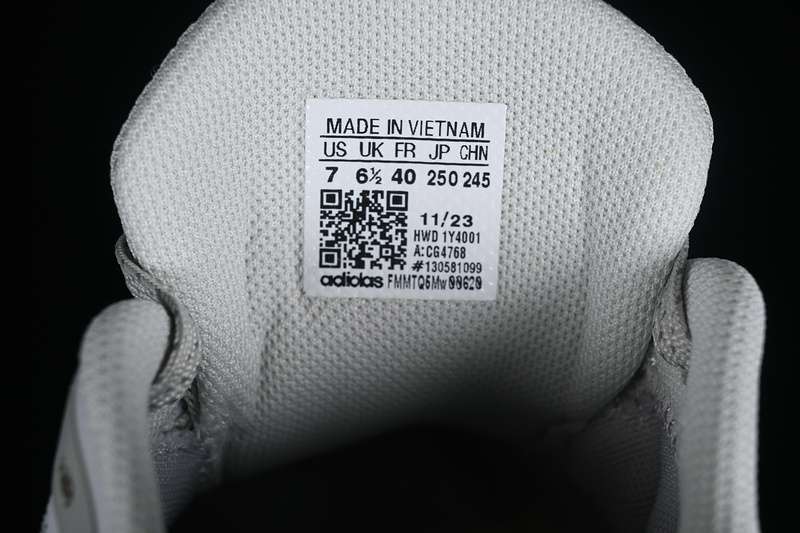 MADE IN VIETNAM
US UK FR JP CHN
7 6½ 40 250 245
11/23
HWD 1Y4001
A:CG4768
#130581099
adidas FMMTQ6Mw00620